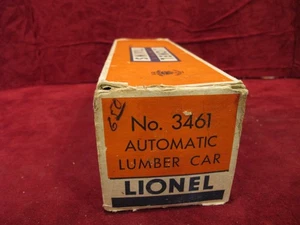 No. 3461
AUTOMATIC
LUMBER CAR
LIONEL